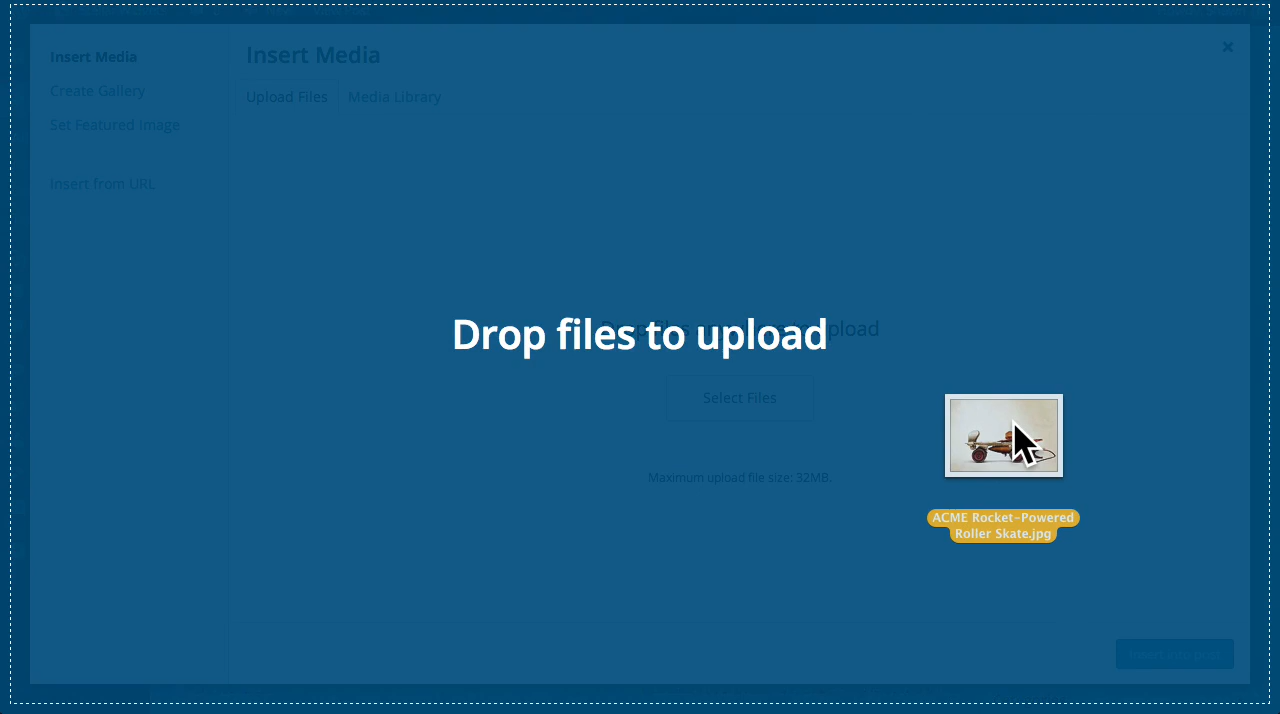 Insert Media
Create Gallery
Set Featured Image
Insert from URL
Insert Media
Upload Files
Media Library
Drop files to upload
Select Files
Maximum upload file size: 32MB.
ACME Rocket-Powered
Roller Skate.jpg